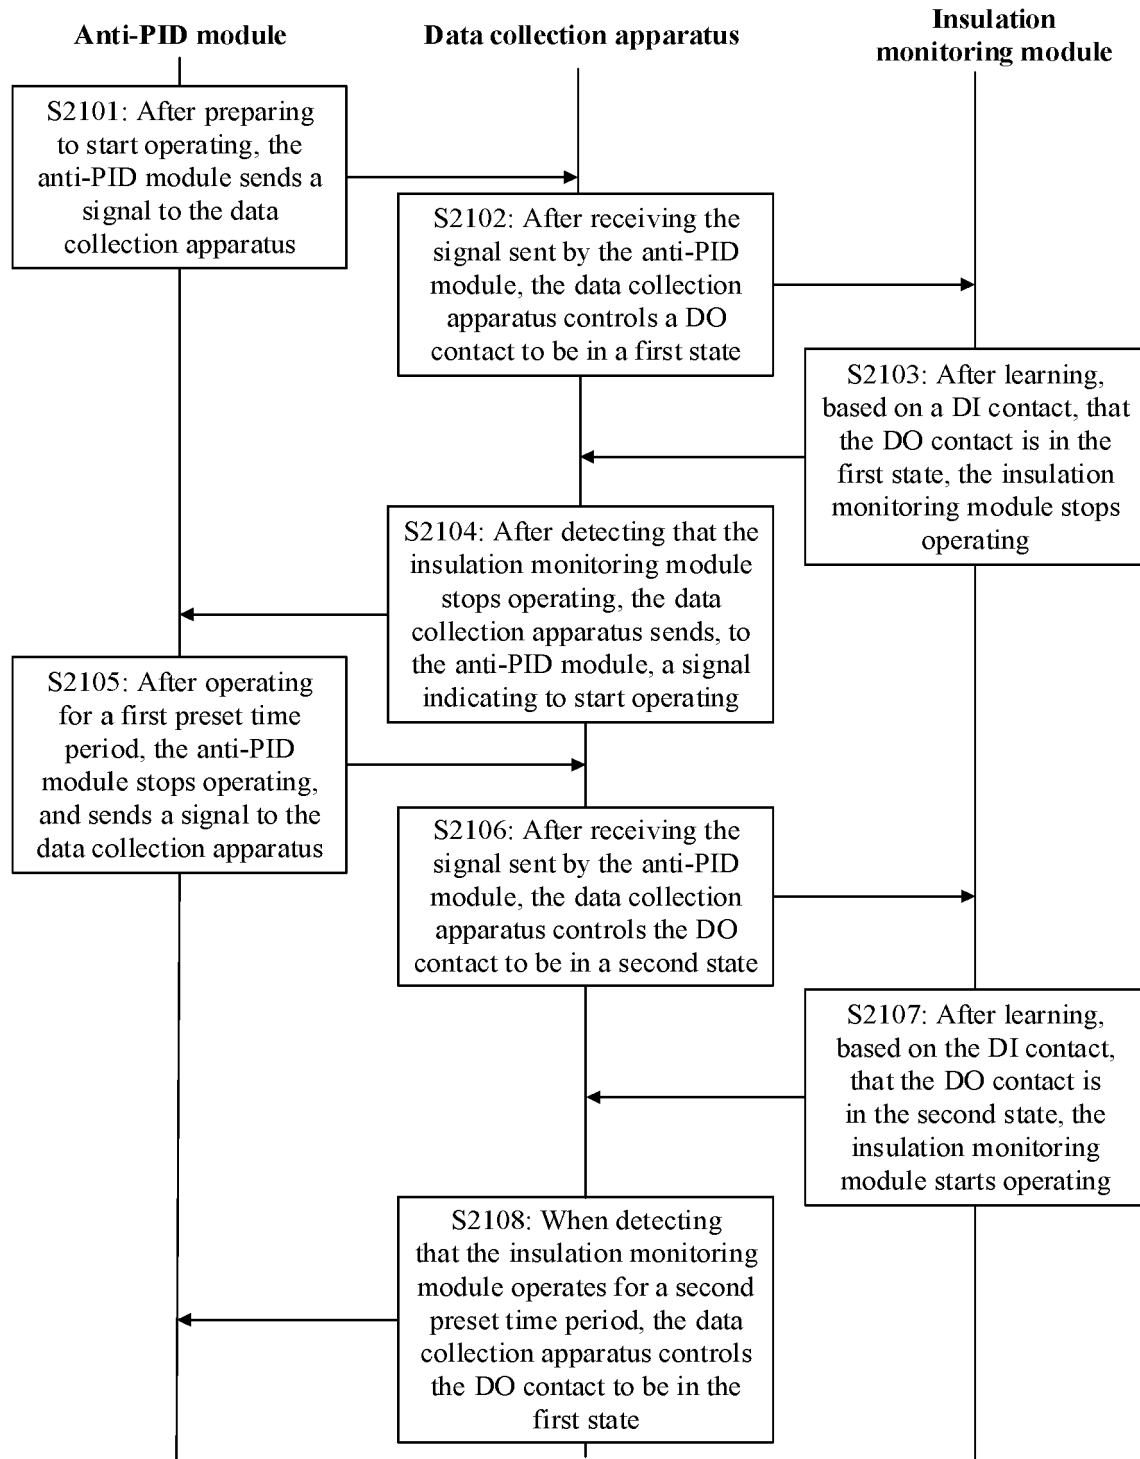 Anti-PID module
Data collection apparatus
Insulation
monitoring module
S2101: After preparing
to start operating, the
anti-PID module sends a
signal to the data
collection apparatus
S2102: After receiving the
signal sent by the anti-PID
module, the data collection
apparatus controls a DO
contact to be in a first state
S2103: After learning,
based on a DI contact, that
the DO contact is in the
first state, the insulation
monitoring module stops
operating
S2104: After detecting that the
insulation monitoring module
stops operating, the data
collection apparatus sends, to
the anti-PID module, a signal
indicating to start operating
S2105: After operating
for a first preset time
period, the anti-PID
module stops operating,
and sends a signal to the
data collection apparatus
S2106: After receiving the
signal sent by the anti-PID
module, the data collection
apparatus controls the DO
contact to be in a second state
S2107: After learning,
based on the DI contact,
that the DO contact is
in the second state, the
insulation monitoring
module starts operating
S2108: When detecting
that the insulation monitoring
module operates for a second
preset time period, the data
collection apparatus controls
the DO contact to be in the
first state